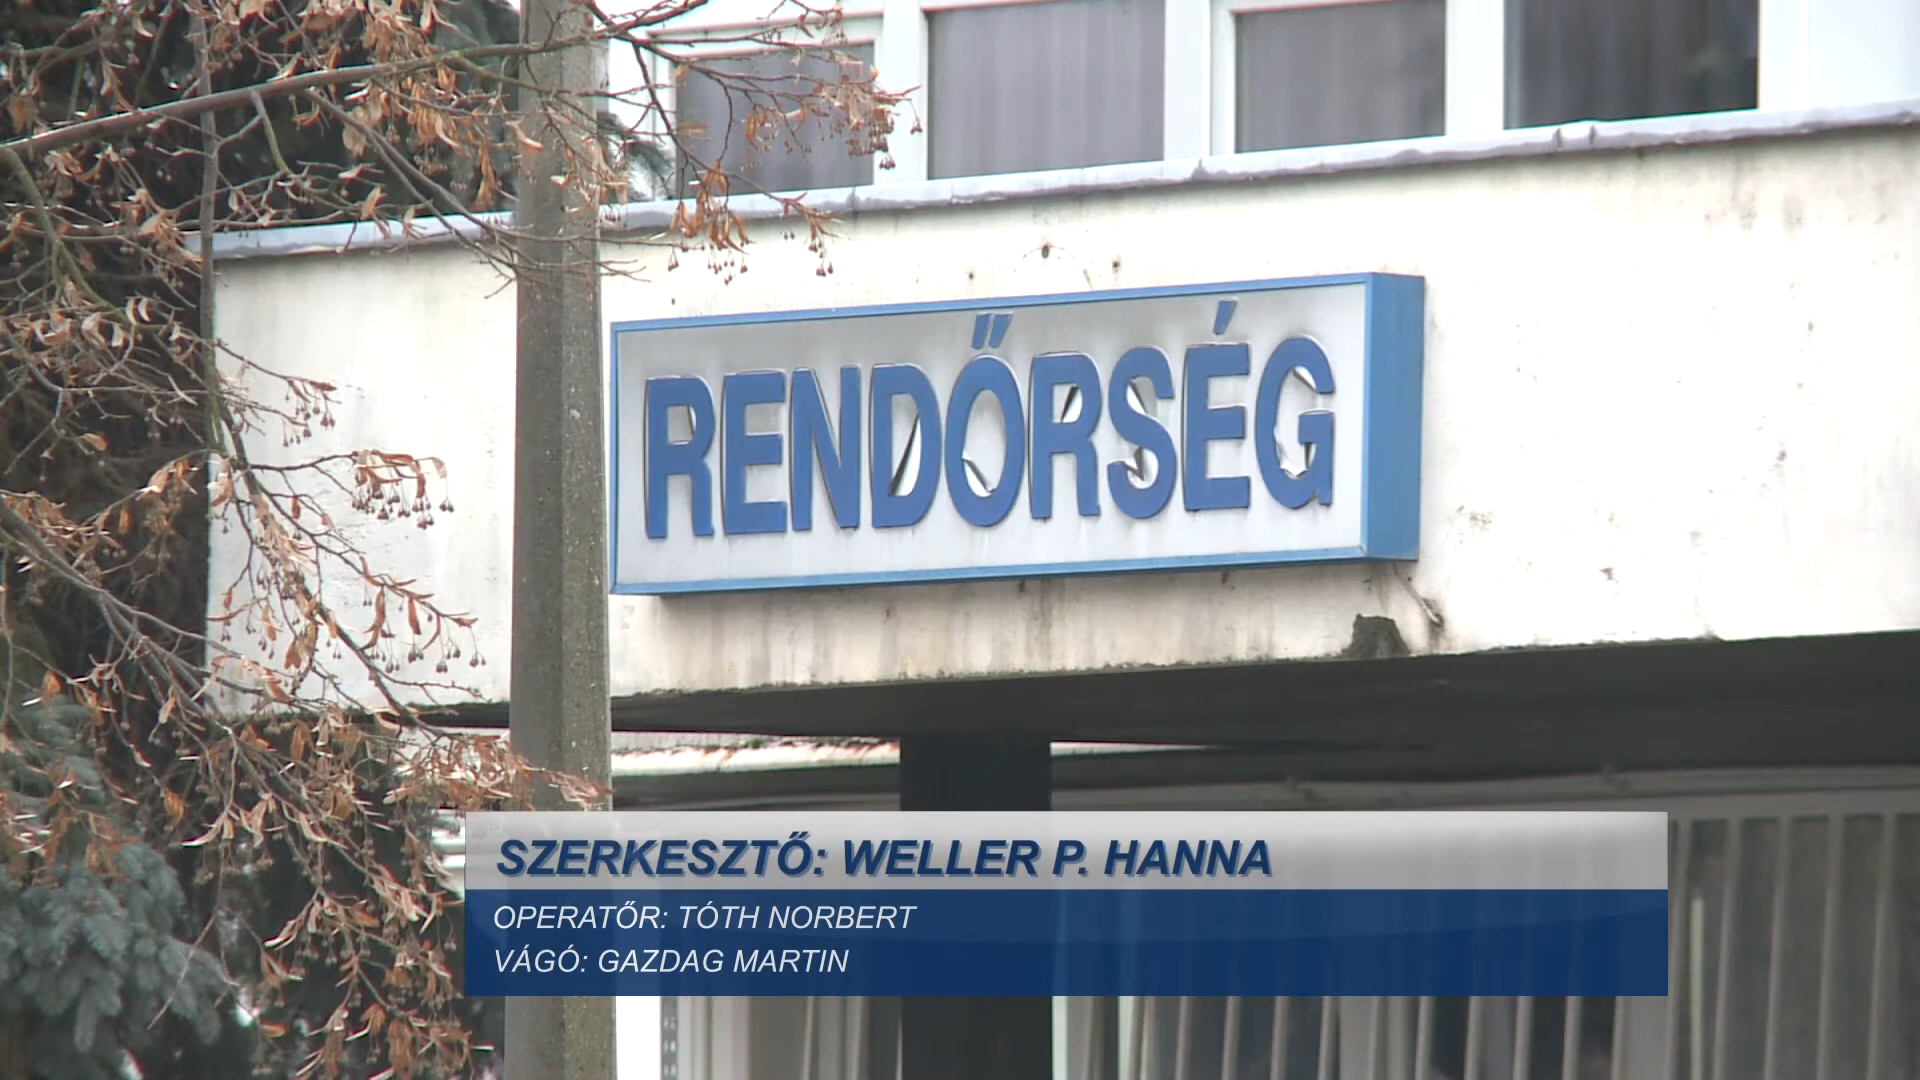 RENDŐRSÉG
SZERKESZTŐ: WELLER P. HANNA
OPERATŐR: TÓTH NORBERT
VÁGÓ: GAZDAG MARTIN